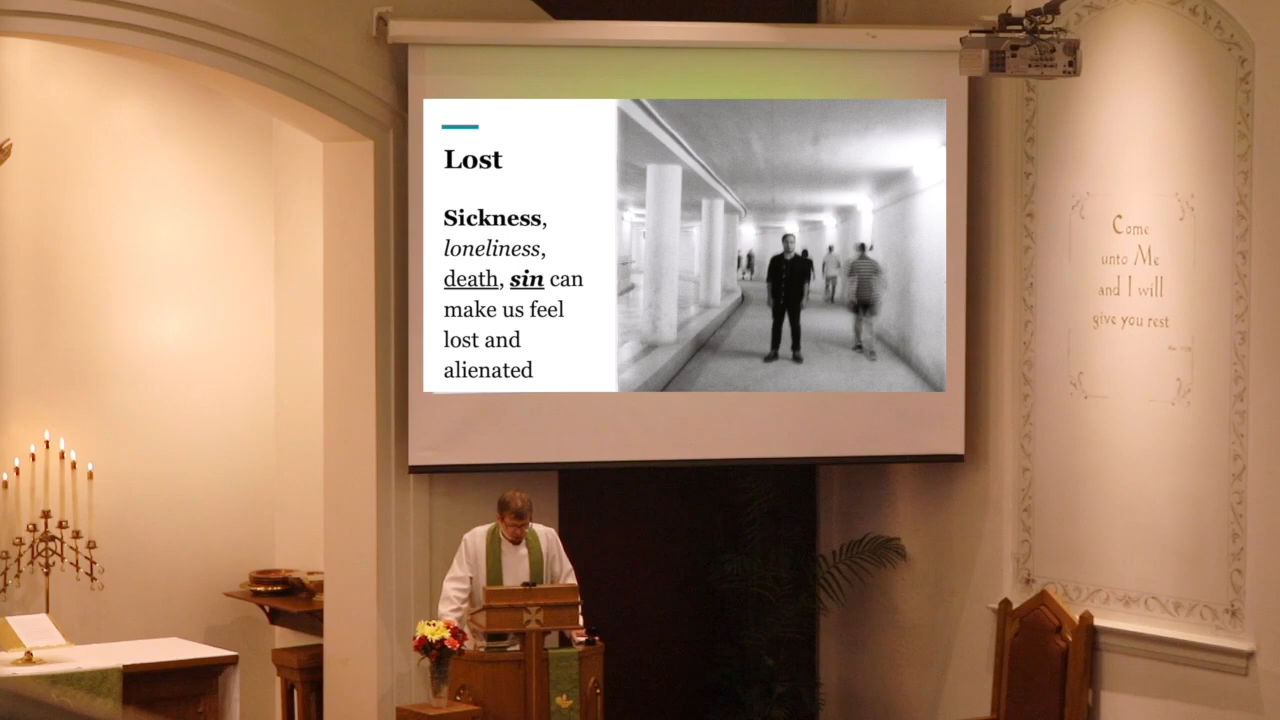 Lost
Sickness,
loneliness,
death, sin can
make us feel
lost and
alienated
Come
unto Me
and I will
give you rest